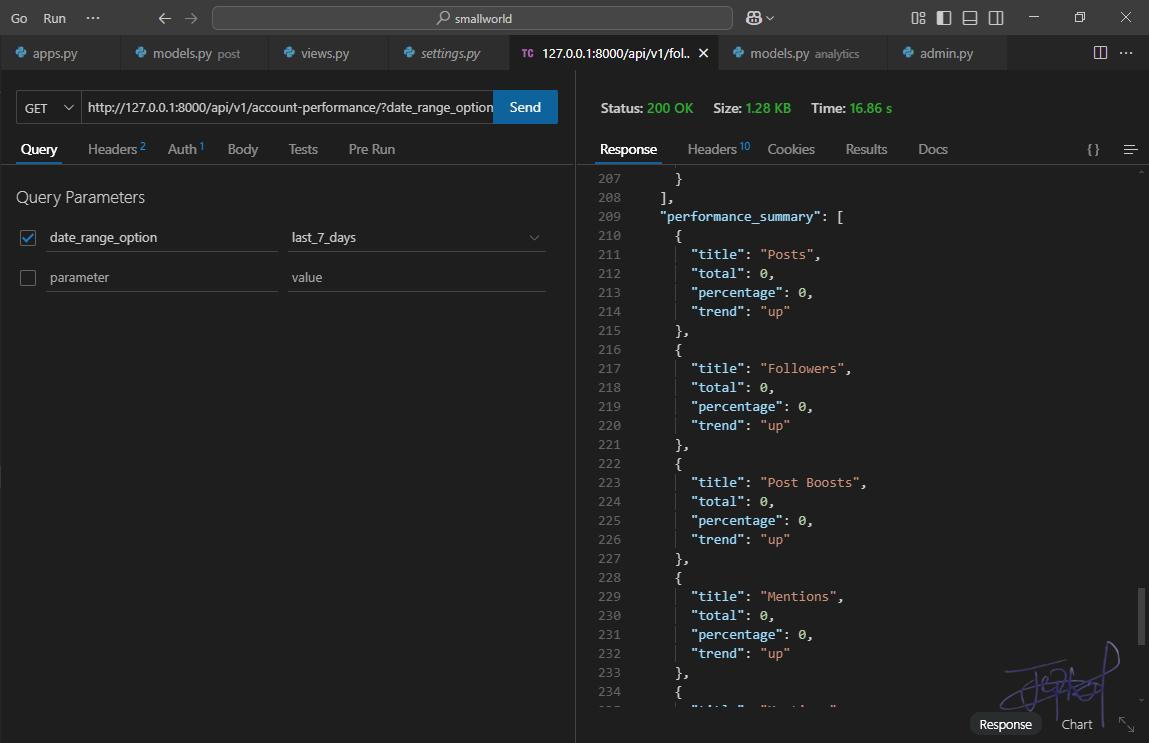 Go Run ··· smallworld
apps.py models.py post views.py settings.py TC 127.0.0.1:8000/api/v1/fol.. models.py analytics admin.py ···
GET http://127.0.0.1:8000/api/v1/account-performance/?date_range_option Send
Query Headers 2 Auth 1 Body Tests Pre Run
Query Parameters
date_range_option last_7_days
parameter value
Status: 200 OK Size: 1.28 KB Time: 16.86 s
Response Headers 10 Cookies Results Docs {}
207 }
208 ],
209 "performance_summary": [
210 {
211 "title": "Posts",
212 "total": 0,
213 "percentage": 0,
214 "trend": "up"
215 },
216 {
217 "title": "Followers",
218 "total": 0,
219 "percentage": 0,
220 "trend": "up"
221 },
222 {
223 "title": "Post Boosts",
224 "total": 0,
225 "percentage": 0,
226 "trend": "up"
227 },
228 {
229 "title": "Mentions",
230 "total": 0,
231 "percentage": 0,
232 "trend": "up"
233 },
234 {
Response Chart